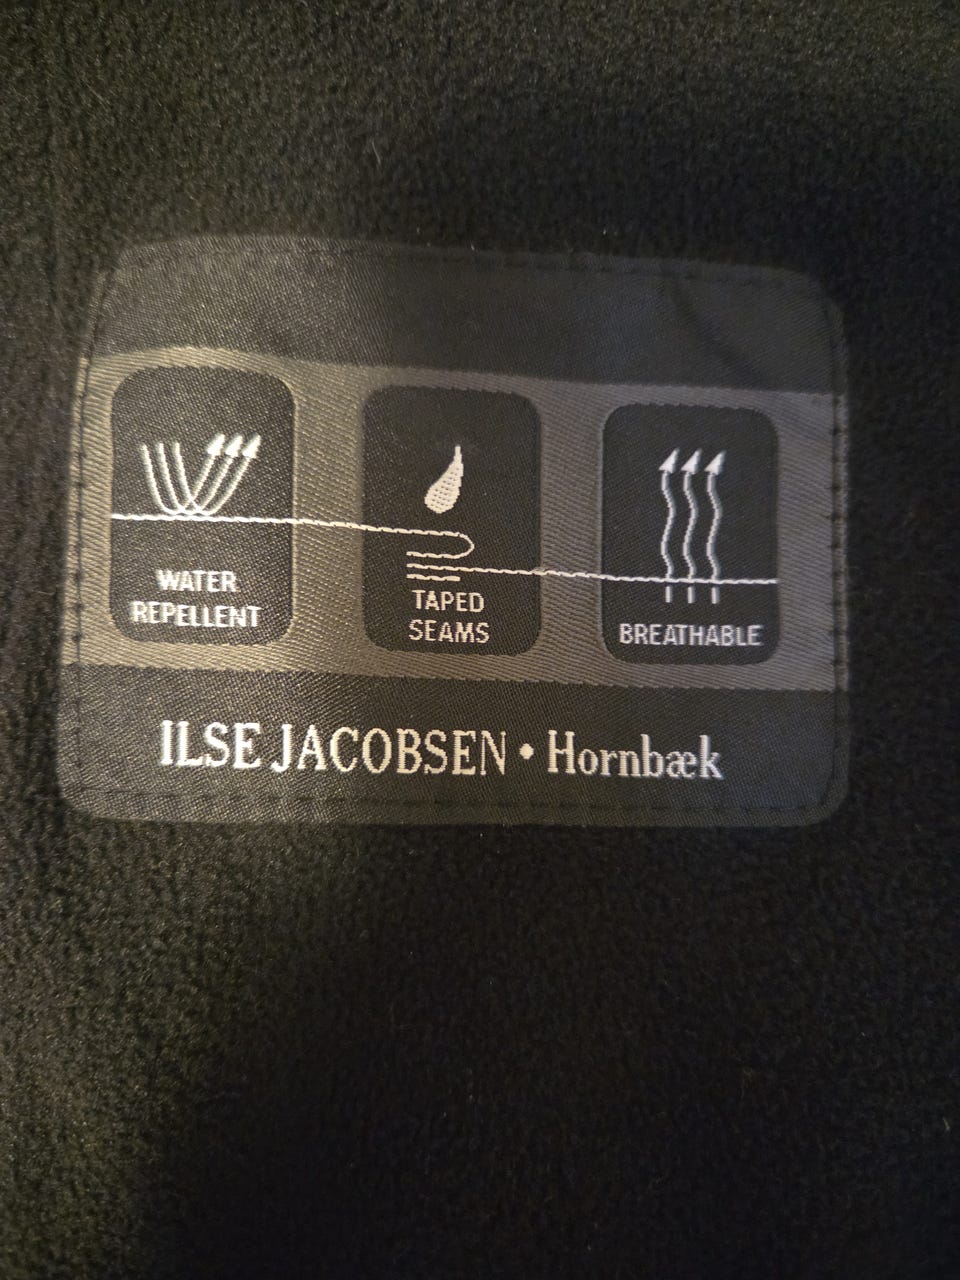 WATER
REPELLENT
TAPED
SEAMS
BREATHABLE
ILSE JACOBSEN • Hornbæk